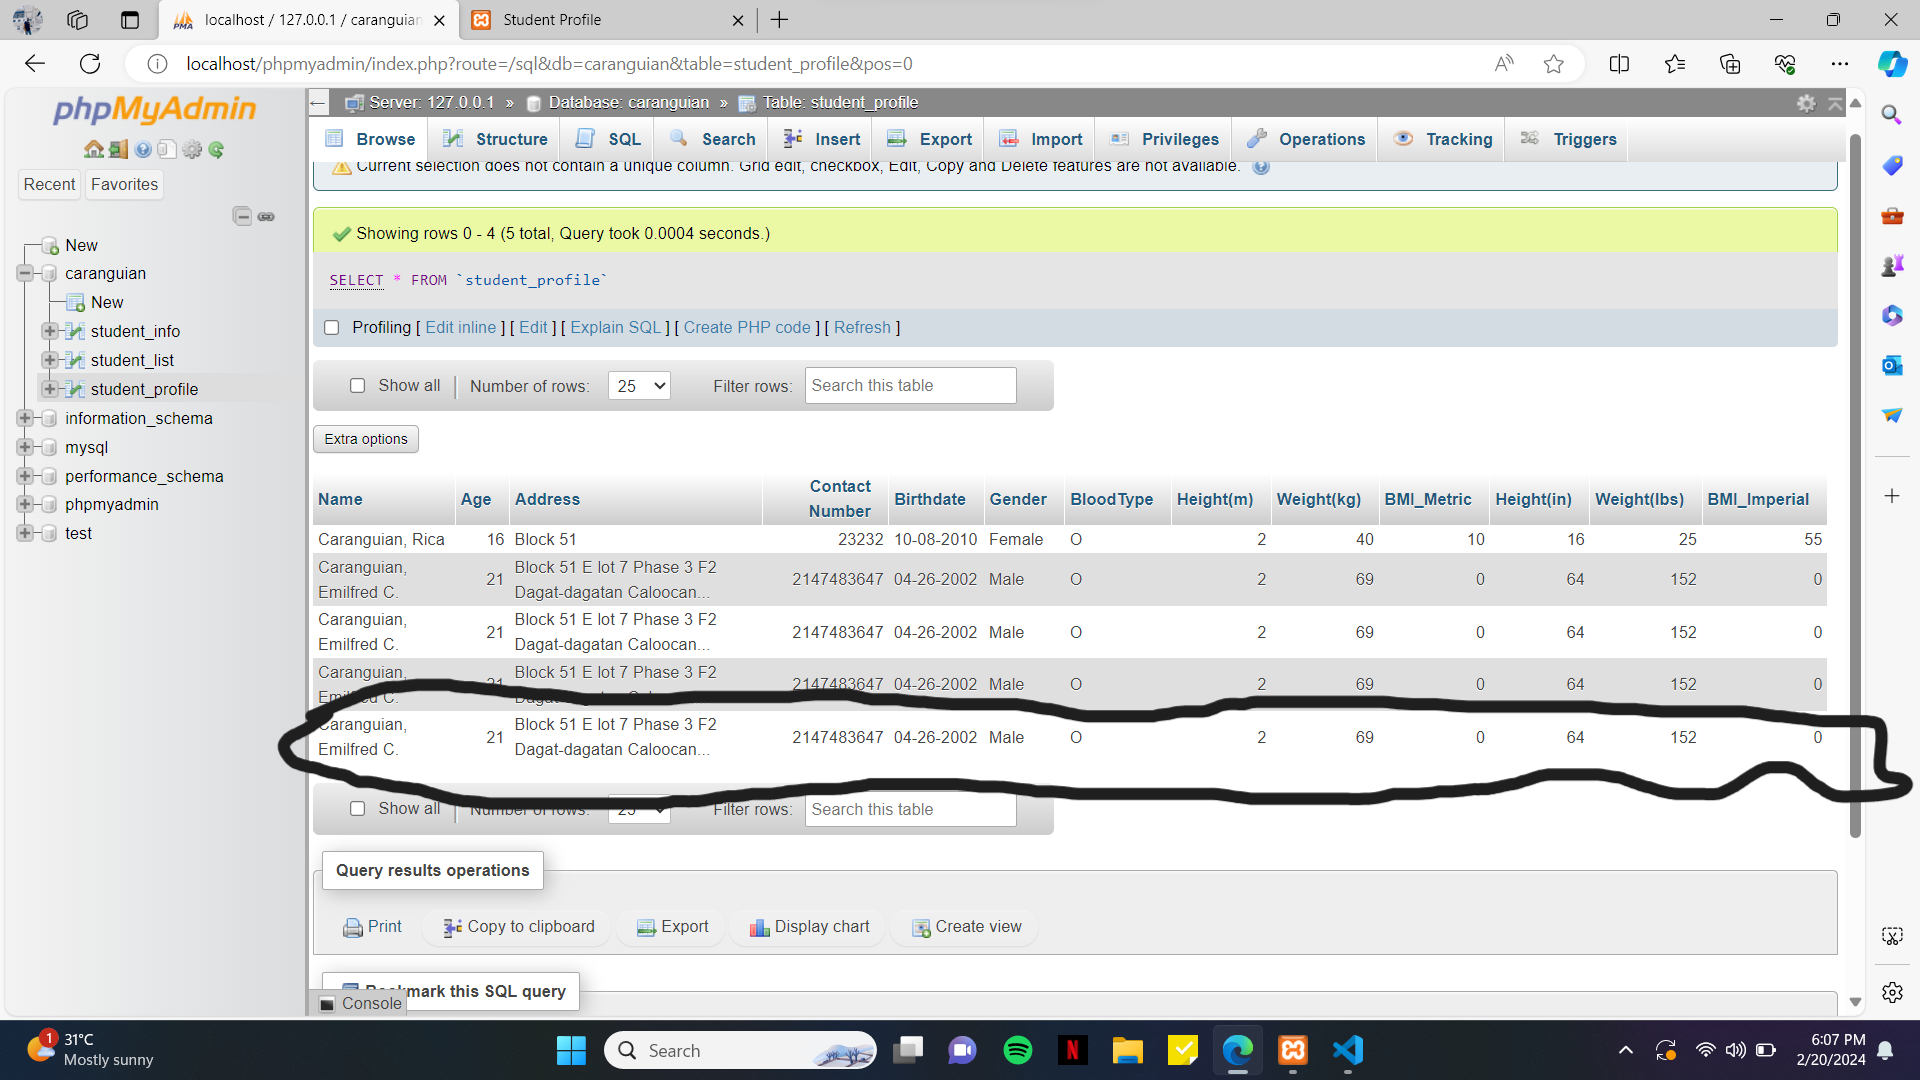 localhost / 127.0.0.1 / caranguian
Student Profile
localhost/phpmyadmin/index.php?route=/sql&db=caranguian&table=student_profile&pos=0
phpMyAdmin
Recent
Favorites
New
caranguian
New
student_info
student_list
student_profile
information_schema
mysql
performance_schema
phpmyadmin
test
Server: 127.0.0.1 » Database: caranguian » Table: student_profile
Browse Structure SQL Search Insert Export Import Privileges Operations Tracking Triggers
Current selection does not contain a unique column. Grid edit, checkbox, Edit, Copy and Delete features are not available.
Showing rows 0 - 4 (5 total, Query took 0.0004 seconds.)
SELECT * FROM `student_profile`
Profiling [ Edit inline ] [ Edit ] [ Explain SQL ] [ Create PHP code ] [ Refresh ]
Show all Number of rows: 25 Filter rows: Search this table
Extra options
Name Age Address Contact Number Birthdate Gender BloodType Height(m) Weight(kg) BMI_Metric Height(in) Weight(lbs) BMI_Imperial
Caranguian, Rica 16 Block 51 23232 10-08-2010 Female O 2 40 10 16 25 55
Caranguian, Emilfred C. 21 Block 51 E lot 7 Phase 3 F2 Dagat-dagatan Caloocan... 2147483647 04-26-2002 Male O 2 69 0 64 152 0
Caranguian, Emilfred C. 21 Block 51 E lot 7 Phase 3 F2 Dagat-dagatan Caloocan... 2147483647 04-26-2002 Male O 2 69 0 64 152 0
Caranguian, Emilfred C. 21 Block 51 E lot 7 Phase 3 F2 Dagat-dagatan Caloocan... 2147483647 04-26-2002 Male O 2 69 0 64 152 0
Caranguian, Emilfred C. 21 Block 51 E lot 7 Phase 3 F2 Dagat-dagatan Caloocan... 2147483647 04-26-2002 Male O 2 69 0 64 152 0
Show all Number of rows: 25 Filter rows: Search this table
Query results operations
Print Copy to clipboard Export Display chart Create view
Bookmark this SQL query
Console
1
31°C
Mostly sunny
Search
6:07 PM
2/20/2024